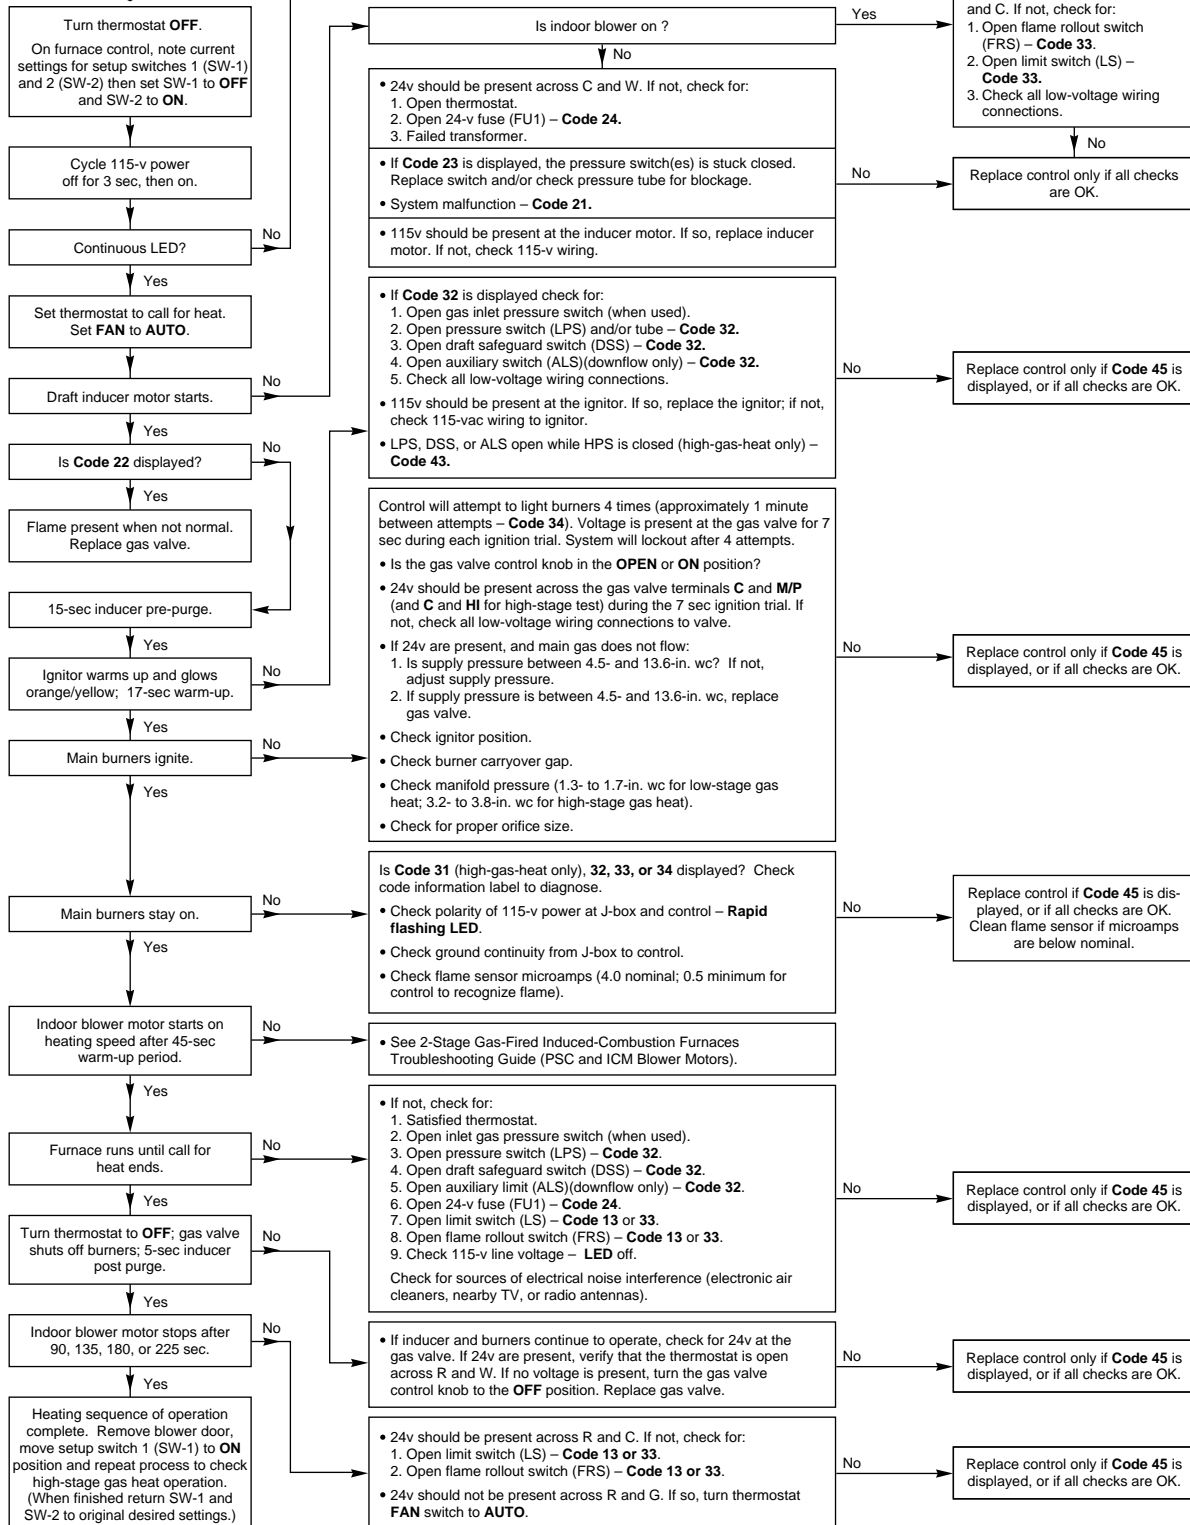 Turn thermostat OFF.
On furnace control, note current
settings for setup switches 1 (SW-1)
and 2 (SW-2) then set SW-1 to OFF
and SW-2 to ON.
Cycle 115-v power
off for 3 sec, then on.
Continuous LED?
No
Yes
Set thermostat to call for heat.
Set FAN to AUTO.
Draft inducer motor starts.
No
Yes
Is Code 22 displayed?
No
Yes
Flame present when not normal.
Replace gas valve.
15-sec inducer pre-purge.
Yes
Ignitor warms up and glows
orange/yellow; 17-sec warm-up.
No
Yes
Main burners ignite.
No
Yes
Main burners stay on.
No
Yes
Indoor blower motor starts on
heating speed after 45-sec
warm-up period.
No
Yes
Furnace runs until call for
heat ends.
No
Yes
Turn thermostat to OFF; gas valve
shuts off burners; 5-sec inducer
post purge.
No
Yes
Indoor blower motor stops after
90, 135, 180, or 225 sec.
No
Yes
Heating sequence of operation
complete. Remove blower door,
move setup switch 1 (SW-1) to ON
position and repeat process to check
high-stage gas heat operation.
(When finished return SW-1 and
SW-2 to original desired settings.)
Is indoor blower on ?
Yes
No
• 24v should be present across C and W. If not, check for:
1. Open thermostat.
2. Open 24-v fuse (FU1) – Code 24.
3. Failed transformer.
• If Code 23 is displayed, the pressure switch(es) is stuck closed.
Replace switch and/or check pressure tube for blockage.
• System malfunction – Code 21.
• 115v should be present at the inducer motor. If so, replace inducer
motor. If not, check 115-v wiring.
No
and C. If not, check for:
1. Open flame rollout switch
(FRS) – Code 33.
2. Open limit switch (LS) –
Code 33.
3. Check all low-voltage wiring
connections.
No
Replace control only if all checks
are OK.
• If Code 32 is displayed check for:
1. Open gas inlet pressure switch (when used).
2. Open pressure switch (LPS) and/or tube – Code 32.
3. Open draft safeguard switch (DSS) – Code 32.
4. Open auxiliary switch (ALS)(downflow only) – Code 32.
5. Check all low-voltage wiring connections.
• 115v should be present at the ignitor. If so, replace the ignitor; if not,
check 115-vac wiring to ignitor.
• LPS, DSS, or ALS open while HPS is closed (high-gas-heat only) –
Code 43.
No
Replace control only if Code 45 is
displayed, or if all checks are OK.
Control will attempt to light burners 4 times (approximately 1 minute
between attempts – Code 34). Voltage is present at the gas valve for 7
sec during each ignition trial. System will lockout after 4 attempts.
• Is the gas valve control knob in the OPEN or ON position?
• 24v should be present across the gas valve terminals C and M/P
(and C and HI for high-stage test) during the 7 sec ignition trial. If
not, check all low-voltage wiring connections to valve.
• If 24v are present, and main gas does not flow:
1. Is supply pressure between 4.5- and 13.6-in. wc? If not,
adjust supply pressure.
2. If supply pressure is between 4.5- and 13.6-in. wc, replace
gas valve.
• Check ignitor position.
• Check burner carryover gap.
• Check manifold pressure (1.3- to 1.7-in. wc for low-stage gas
heat; 3.2- to 3.8-in. wc for high-stage gas heat).
• Check for proper orifice size.
No
Replace control only if Code 45 is
displayed, or if all checks are OK.
Is Code 31 (high-gas-heat only), 32, 33, or 34 displayed? Check
code information label to diagnose.
• Check polarity of 115-v power at J-box and control – Rapid
flashing LED.
• Check ground continuity from J-box to control.
• Check flame sensor microamps (4.0 nominal; 0.5 minimum for
control to recognize flame).
No
Replace control if Code 45 is dis-
played, or if all checks are OK.
Clean flame sensor if microamps
are below nominal.
• See 2-Stage Gas-Fired Induced-Combustion Furnaces
Troubleshooting Guide (PSC and ICM Blower Motors).
• If not, check for:
1. Satisfied thermostat.
2. Open inlet gas pressure switch (when used).
3. Open pressure switch (LPS) – Code 32.
4. Open draft safeguard switch (DSS) – Code 32.
5. Open auxiliary limit (ALS)(downflow only) – Code 32.
6. Open 24-v fuse (FU1) – Code 24.
7. Open limit switch (LS) – Code 13 or 33.
8. Open flame rollout switch (FRS) – Code 13 or 33.
9. Check 115-v line voltage – LED off.
Check for sources of electrical noise interference (electronic air
cleaners, nearby TV, or radio antennas).
No
Replace control only if Code 45 is
displayed, or if all checks are OK.
• If inducer and burners continue to operate, check for 24v at the
gas valve. If 24v are present, verify that the thermostat is open
across R and W. If no voltage is present, turn the gas valve
control knob to the OFF position. Replace gas valve.
No
Replace control only if Code 45 is
displayed, or if all checks are OK.
• 24v should be present across R and C. If not, check for:
1. Open limit switch (LS) – Code 13 or 33.
2. Open flame rollout switch (FRS) – Code 13 or 33.
• 24v should not be present across R and G. If so, turn thermostat
FAN switch to AUTO.
No
Replace control only if Code 45 is
displayed, or if all checks are OK.